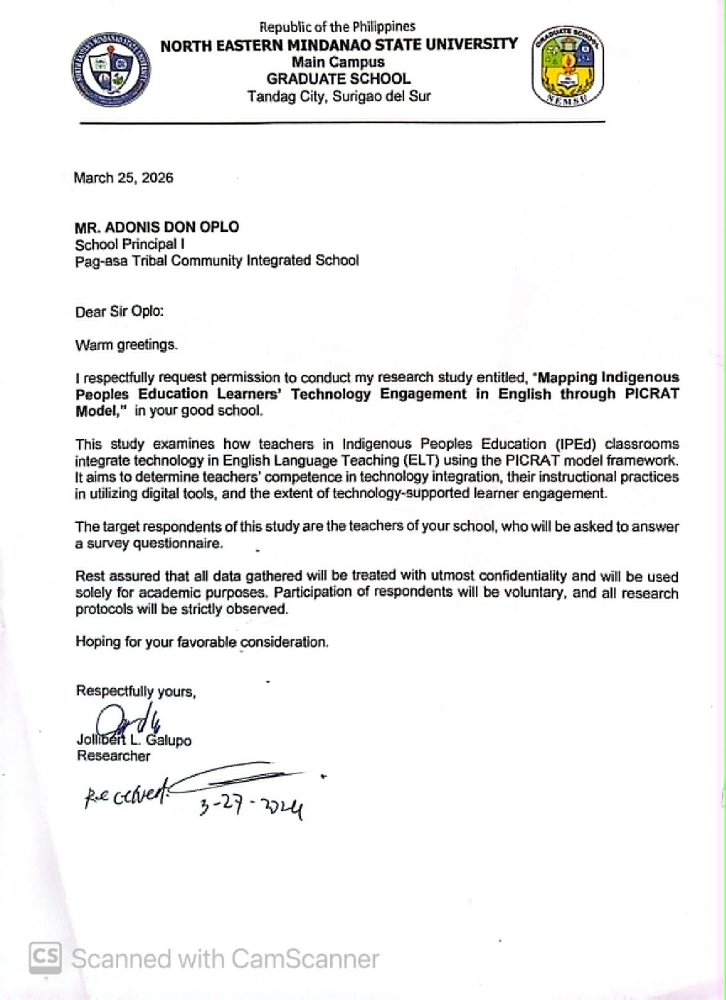 Republic of the Philippines
NORTH EASTERN MINDANAO STATE UNIVERSITY
Main Campus
GRADUATE SCHOOL
Tandag City, Surigao del Sur
GRADUATE SCHOOL
NEMSU
March 25, 2026
MR. ADONIS DON OPLO
School Principal I
Pag-asa Tribal Community Integrated School
Dear Sir Oplo:
Warm greetings.
I respectfully request permission to conduct my research study entitled, "Mapping Indigenous
Peoples Education Learners' Technology Engagement in English through PICRAT
Model," in your good school.
This study examines how teachers in Indigenous Peoples Education (IPEd) classrooms
integrate technology in English Language Teaching (ELT) using the PICRAT model framework.
It aims to determine teachers' competence in technology integration, their instructional practices
in utilizing digital tools, and the extent of technology-supported learner engagement.
The target respondents of this study are the teachers of your school, who will be asked to answer
a survey questionnaire.
Rest assured that all data gathered will be treated with utmost confidentiality and will be used
solely for academic purposes. Participation of respondents will be voluntary, and all research
protocols will be strictly observed.
Hoping for your favorable consideration.
Respectfully yours,
Jollibert L. Galupo
Researcher
Received:
3-27-2024
CS Scanned with CamScanner